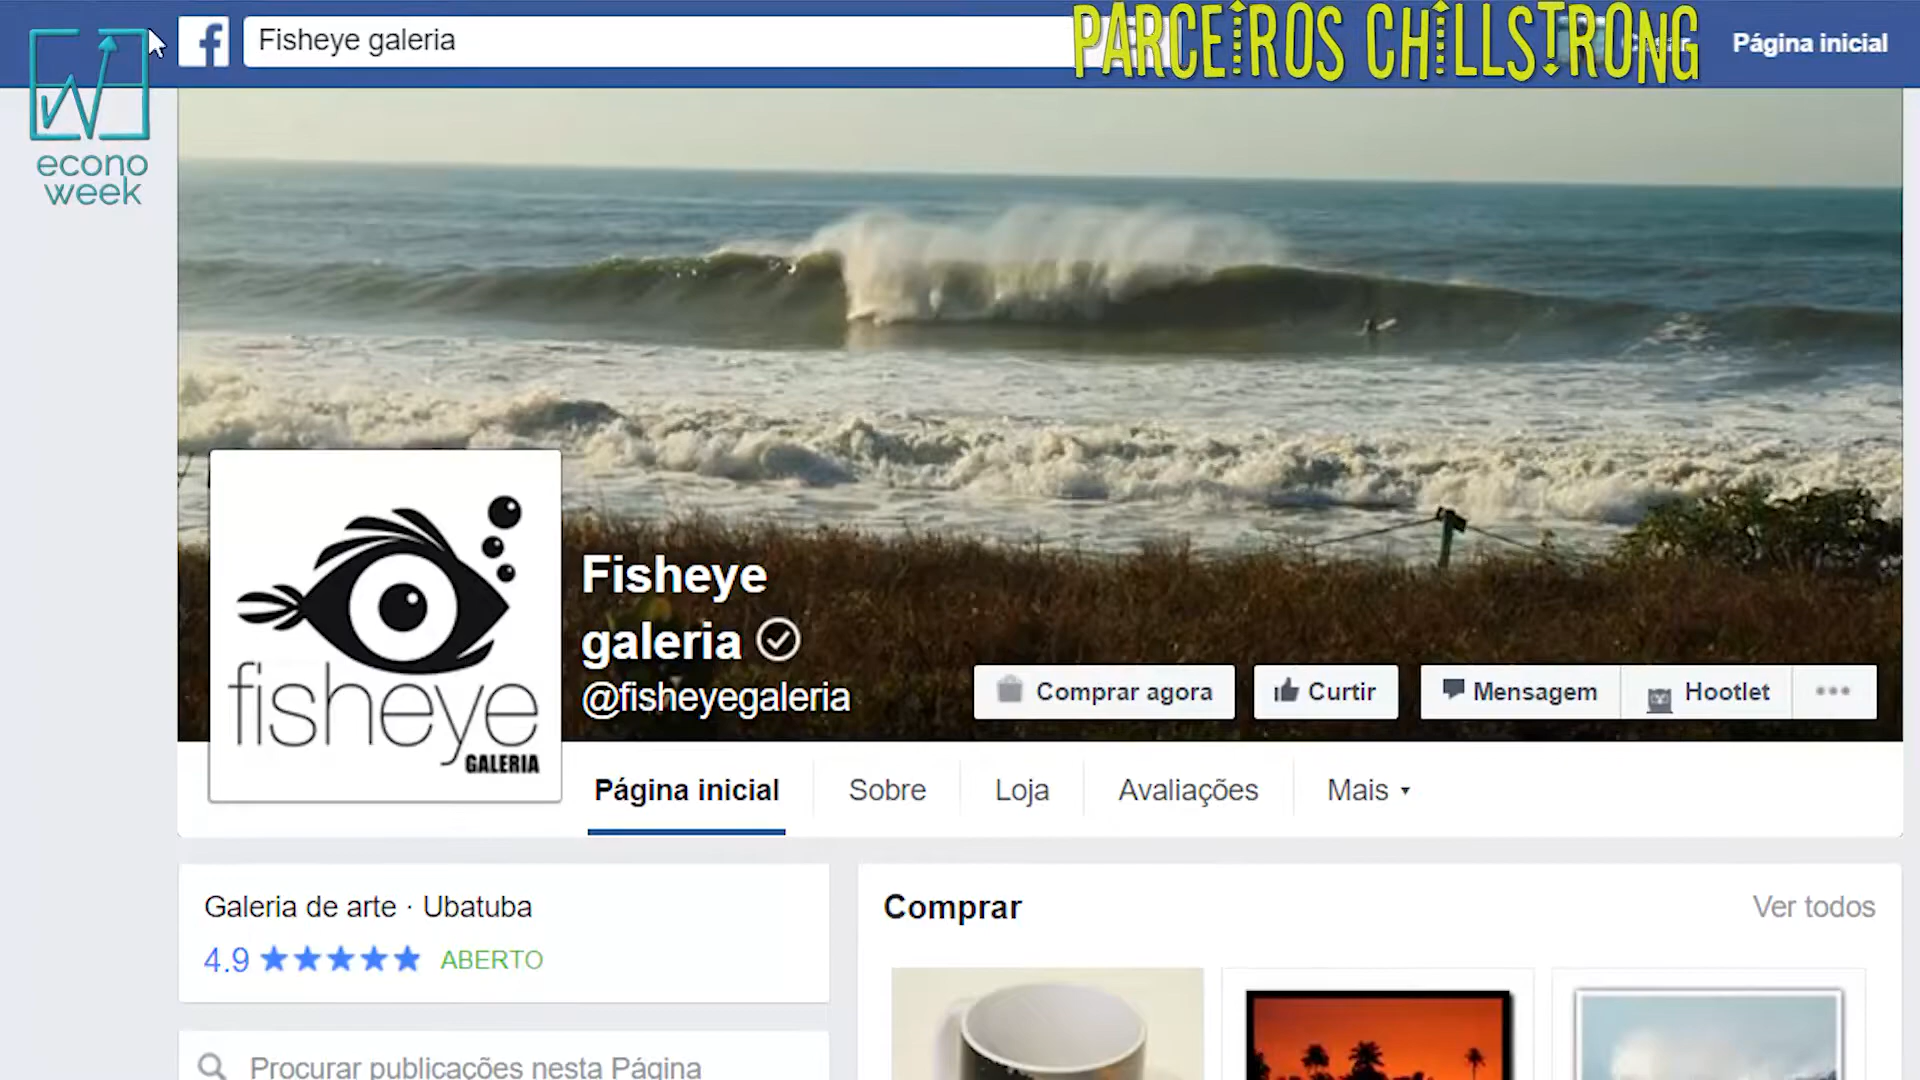 Fisheye galeria
PARCEIROS CHILLSTRONG
Página inicial
econo
week
Fisheye
galeria
@fisheyegaleria
fisheye
GALERIA
Comprar agora
Curtir
Mensagem
Hootlet
Página inicial
Sobre
Loja
Avaliações
Mais
Galeria de arte · Ubatuba
4.9
ABERTO
Comprar
Ver todos
Procurar publicações nesta Página